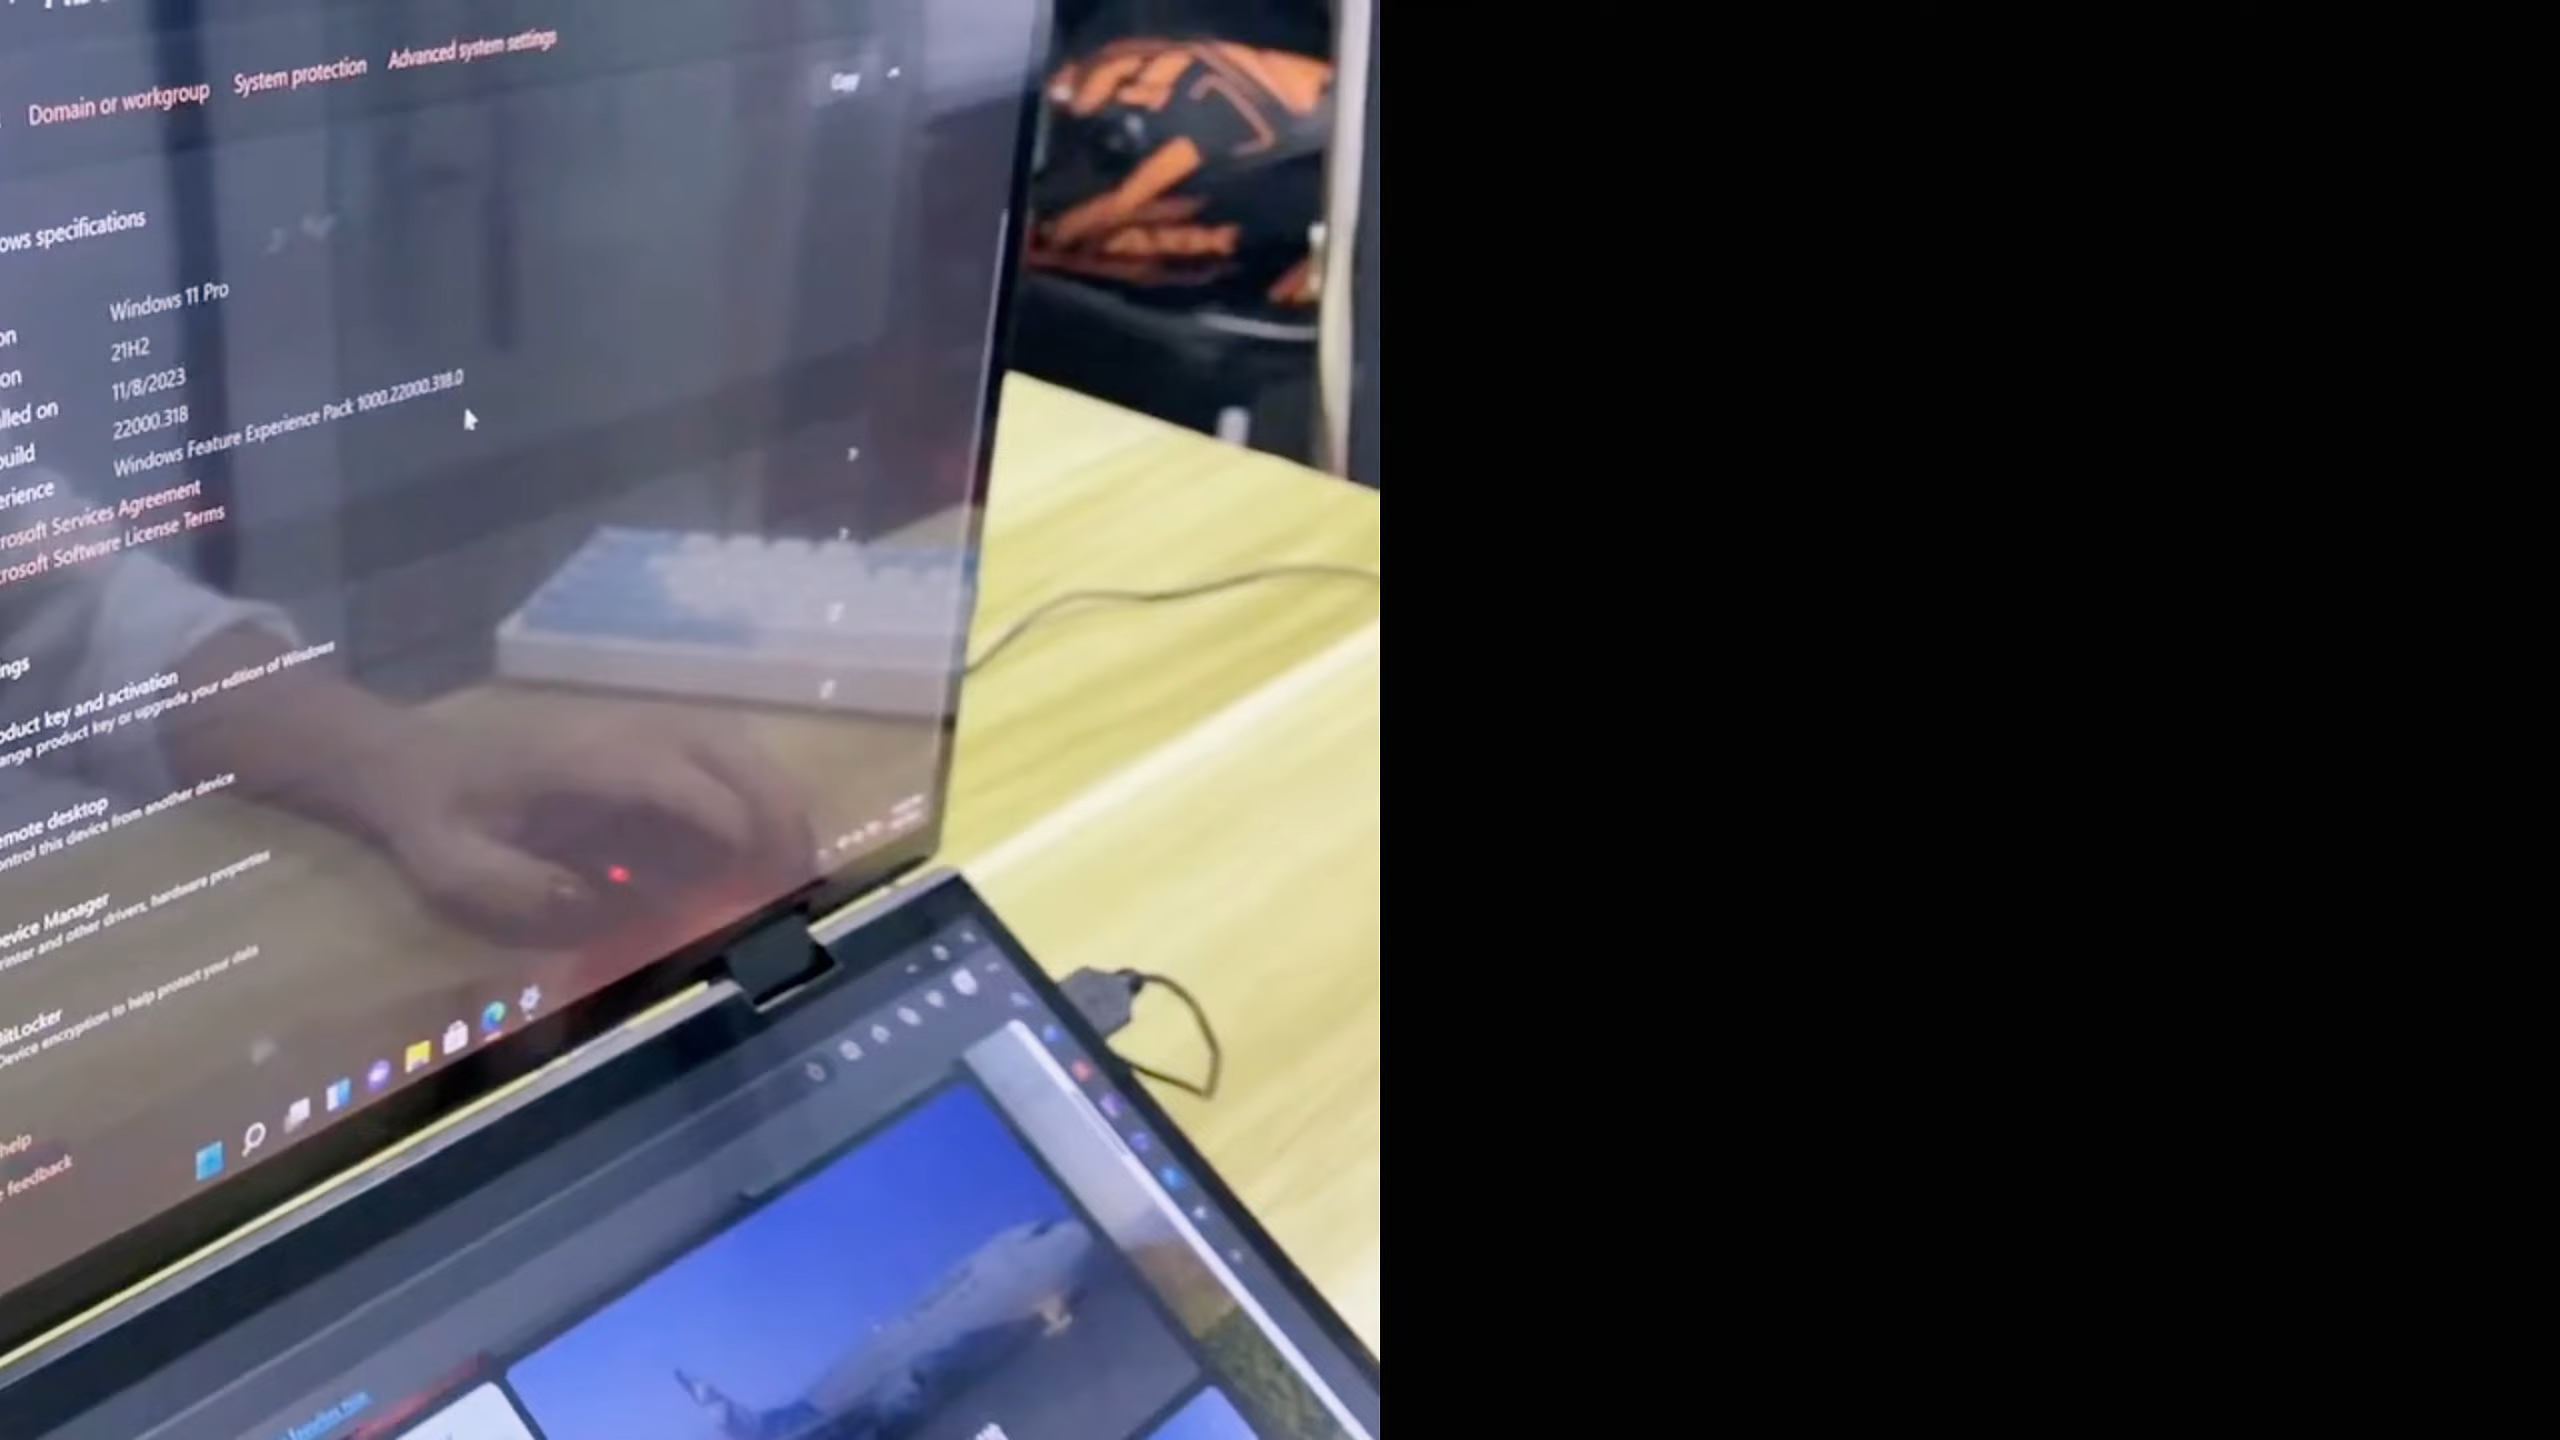 Domain or workgroup System protection Advanced system settings
Copy
ows specifications
on Windows 11 Pro
on 21H2
lled on 11/8/2023
build 22000.318
erience Windows Feature Experience Pack 1000.22000.318.0
rosoft Services Agreement
rosoft Software License Terms
ngs
oduct key and activation
ange product key or upgrade your edition of Windows
emote desktop
ontrol this device from another device
evice Manager
rinter and other drivers, hardware properties
BitLocker
Device encryption to help protect your data
help
feedback